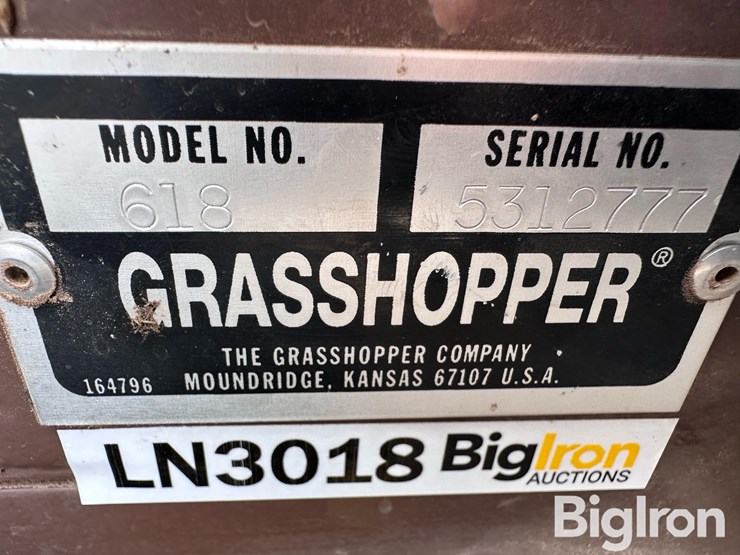 MODEL NO. SERIAL NO.
618 5312777
GRASSHOPPER®
THE GRASSHOPPER COMPANY
164796 MOUNDRIDGE, KANSAS 67107 U.S.A.
LN3018 BigIron
AUCTIONS
BigIron